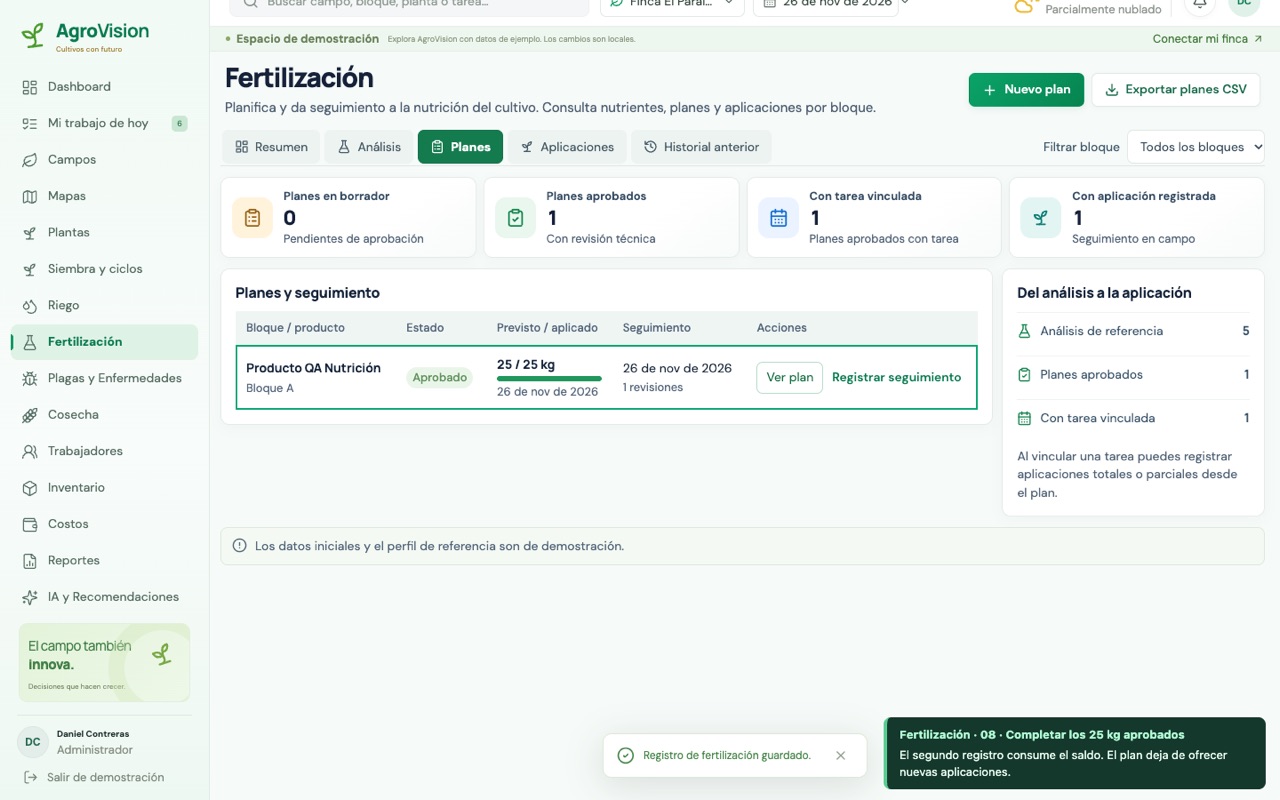 Buscar campo, bloque, planta o tarea...
Finca El Paraí...
26 de nov de 2026
Parcialmente nublado
DC
AgroVision
Cultivos con futuro
Espacio de demostración
Explora AgroVision con datos de ejemplo. Los cambios son locales.
Conectar mi finca
Dashboard
Mi trabajo de hoy
6
Campos
Mapas
Plantas
Siembra y ciclos
Riego
Fertilización
Plagas y Enfermedades
Cosecha
Trabajadores
Inventario
Costos
Reportes
IA y Recomendaciones
El campo también
innova.
Decisiones que hacen crecer.
DC
Daniel Contreras
Administrador
Salir de demostración
Fertilización
Planifica y da seguimiento a la nutrición del cultivo. Consulta nutrientes, planes y aplicaciones por bloque.
Nuevo plan
Exportar planes CSV
Resumen
Análisis
Planes
Aplicaciones
Historial anterior
Filtrar bloque
Todos los bloques
Planes en borrador
0
Pendientes de aprobación
Planes aprobados
1
Con revisión técnica
Con tarea vinculada
1
Planes aprobados con tarea
Con aplicación registrada
1
Seguimiento en campo
Planes y seguimiento
Bloque / producto
Estado
Previsto / aplicado
Seguimiento
Acciones
Producto QA Nutrición
Bloque A
Aprobado
25 / 25 kg
26 de nov de 2026
26 de nov de 2026
1 revisiones
Ver plan
Registrar seguimiento
Del análisis a la aplicación
Análisis de referencia
5
Planes aprobados
1
Con tarea vinculada
1
Al vincular una tarea puedes registrar
aplicaciones totales o parciales desde
el plan.
Los datos iniciales y el perfil de referencia son de demostración.
Registro de fertilización guardado.
Fertilización · 08 · Completar los 25 kg aprobados
El segundo registro consume el saldo. El plan deja de ofrecer
nuevas aplicaciones.